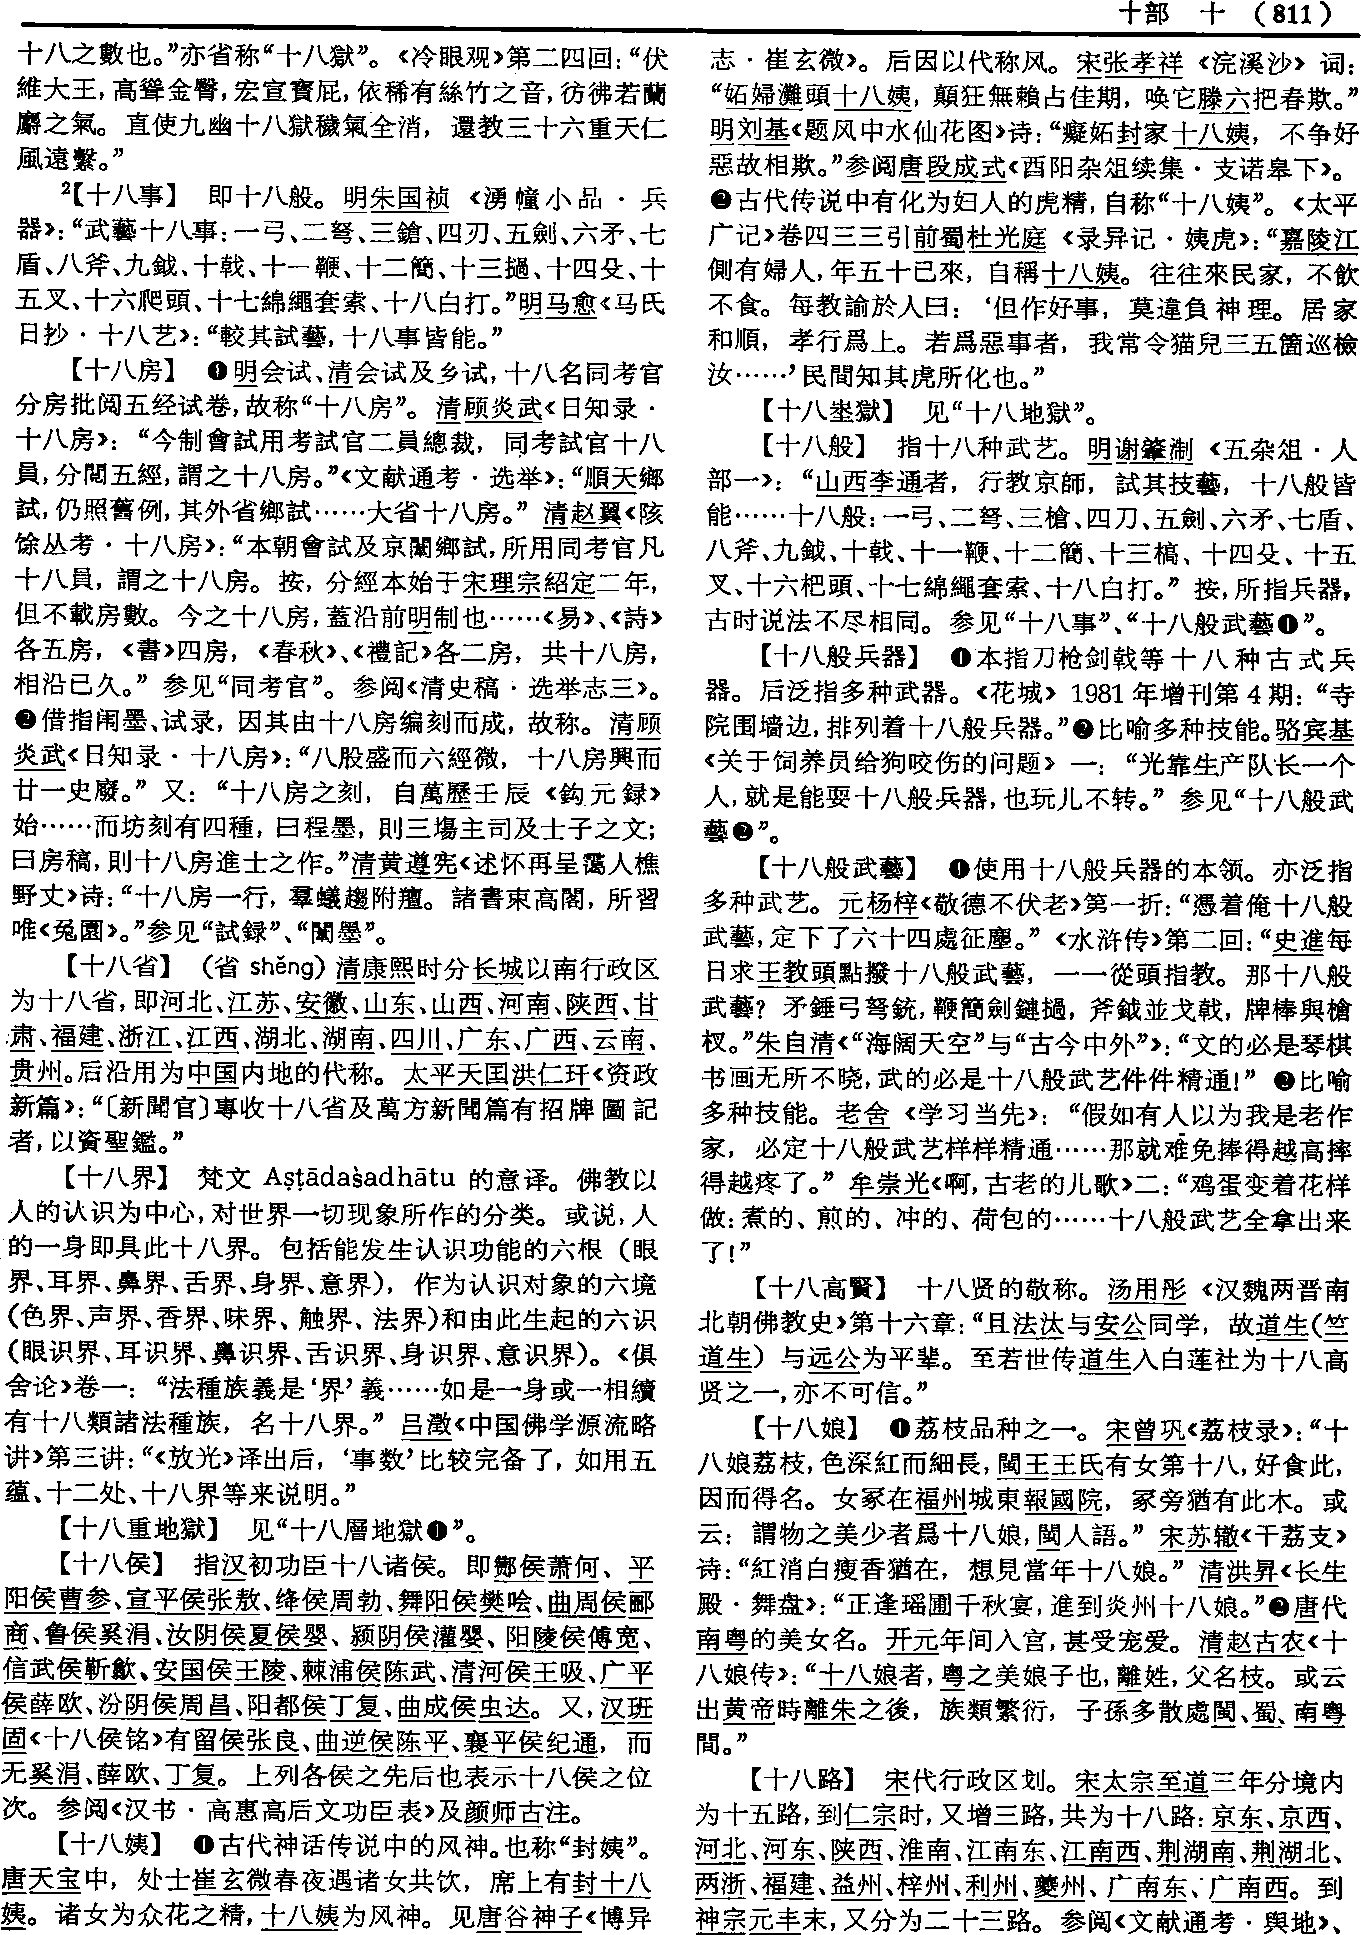 十部　十　（811）
十八之數也。”亦省称“十八獄”。《冷眼观》第二四回：“伏
維大王，高聳金臀，宏宣寶屁，依稀有絲竹之音，彷彿若蘭
麝之氣。直使九幽十八獄穢氣全消，還教三十六重天仁
風遠繫。”
²【十八事】　即十八般。明朱国祯《湧幢小品·兵
器》：“武藝十八事：一弓、二弩、三鎗、四刃、五劍、六矛、七
盾、八斧、九鉞、十戟、十一鞭、十二簡、十三撾、十四殳、十
五叉、十六爬頭、十七綿繩套索、十八白打。”明马愈《马氏
日抄·十八艺》：“較其試藝，十八事皆能。”
【十八房】　❶明会试、清会试及乡试，十八名同考官
分房批阅五经试卷，故称“十八房”。清顾炎武《日知录·
十八房》：“今制會試用考試官二員總裁，同考試官十八
員，分閲五經，謂之十八房。”《文献通考·选举》：“順天鄉
試，仍照舊例，其外省鄉試……大省十八房。”清赵翼《陔
馀丛考·十八房》：“本朝會試及京闈鄉試，所用同考官凡
十八員，謂之十八房。按，分經本始于宋理宗紹定二年，
但不載房數。今之十八房，蓋沿前明制也……《易》、《詩》
各五房，《書》四房，《春秋》、《禮記》各二房，共十八房，
相沿已久。”参见“同考官”。参阅《清史稿·选举志三》。
❷借指闱墨、试录，因其由十八房编刻而成，故称。清顾
炎武《日知录·十八房》：“八股盛而六經微，十八房興而
廿一史廢。”又：“十八房之刻，自萬曆壬辰《鈎元録》
始……而坊刻有四種，曰程墨，則三場主司及士子之文；
曰房稿，則十八房進士之作。”清黄遵宪《述怀再呈霭人樵
野丈》诗：“十八房一行，羣蟻趨附羶。諸書束高閣，所習
唯《兔園》。”参见“試録”、“闈墨”。
【十八省】　（省 shěng）清康熙时分长城以南行政区
为十八省，即河北、江苏、安徽、山东、山西、河南、陕西、甘
肃、福建、浙江、江西、湖北、湖南、四川、广东、广西、云南、
贵州。后沿用为中国内地的代称。太平天囯洪仁玕《资政
新篇》：“〔新聞官〕專收十八省及萬方新聞篇有招牌圖記
者，以資聖鑑。”
【十八界】　梵文 Aṣṭādaśadhātu 的意译。佛教以
人的认识为中心，对世界一切现象所作的分类。或说，人
的一身即具此十八界。包括能发生认识功能的六根（眼
界、耳界、鼻界、舌界、身界、意界），作为认识对象的六境
（色界、声界、香界、味界、触界、法界）和由此生起的六识
（眼识界、耳识界、鼻识界、舌识界、身识界、意识界）。《俱
舍论》卷一：“法種族義是‘界’義……如是一身或一相續
有十八類諸法種族，名十八界。”吕澂《中国佛学源流略
讲》第三讲：“《放光》译出后，‘事数’比较完备了，如用五
蕴、十二处、十八界等来说明。”
【十八重地獄】　见“十八層地獄❶”。
【十八侯】　指汉初功臣十八诸侯。即酂侯萧何、平
阳侯曹参、宣平侯张敖、绛侯周勃、舞阳侯樊哙、曲周侯郦
商、鲁侯奚涓、汝阴侯夏侯婴、颍阴侯灌婴、阳陵侯傅宽、
信武侯靳歙、安国侯王陵、棘浦侯陈武、清河侯王吸、广平
侯薛欧、汾阴侯周昌、阳都侯丁复、曲成侯虫达。又，汉班
固《十八侯铭》有留侯张良、曲逆侯陈平、襄平侯纪通，而
无奚涓、薛欧、丁复。上列各侯之先后也表示十八侯之位
次。参阅《汉书·高惠高后文功臣表》及颜师古注。
【十八姨】　❶古代神话传说中的风神。也称“封姨”。
唐天宝中，处士崔玄微春夜遇诸女共饮，席上有封十八
姨。诸女为众花之精，十八姨为风神。见唐谷神子《博异
志·崔玄微》。后因以代称风。宋张孝祥《浣溪沙》词：
“妬婦灘頭十八姨，顛狂無賴占佳期，唤它滕六把春欺。”
明刘基《题风中水仙花图》诗：“癡妬封家十八姨，不争好
惡故相欺。”参阅唐段成式《酉阳杂俎续集·支诺皋下》。
❷古代传说中有化为妇人的虎精，自称“十八姨”。《太平
广记》卷四三三引前蜀杜光庭《录异记·姨虎》：“嘉陵江
側有婦人，年五十已來，自稱十八姨。往往來民家，不飲
不食。每教諭於人曰：‘但作好事，莫違負神理。居家
和順，孝行爲上。若爲惡事者，我常令猫兒三五箇巡檢
汝……’民間知其虎所化也。”
【十八埊獄】　见“十八地獄”。
【十八般】　指十八种武艺。明谢肇淛《五杂俎·人
部一》：“山西李通者，行教京師，試其技藝，十八般皆
能……十八般：一弓、二弩、三槍、四刀、五劍、六矛、七盾、
八斧、九鉞、十戟、十一鞭、十二簡、十三槁、十四殳、十五
叉、十六杷頭、十七綿繩套索、十八白打。”按，所指兵器，
古时说法不尽相同。参见“十八事”、“十八般武藝❶”。
【十八般兵器】　❶本指刀枪剑戟等十八种古式兵
器。后泛指多种武器。《花城》1981年增刊第4期：“寺
院围墙边，排列着十八般兵器。”❷比喻多种技能。骆宾基
《关于饲养员给狗咬伤的问题》一：“光靠生产队长一个
人，就是能耍十八般兵器，也玩儿不转。”参见“十八般武
藝❷”。
【十八般武藝】　❶使用十八般兵器的本领。亦泛指
多种武艺。元杨梓《敬德不伏老》第一折：“憑着俺十八般
武藝，定下了六十四處征塵。”《水浒传》第二回：“史進每
日求王教頭點撥十八般武藝，一一從頭指教。那十八般
武藝？矛錘弓弩銃，鞭簡劍鏈撾，斧鉞並戈戟，牌棒與槍
杈。”朱自清《“海阔天空”与“古今中外”》：“文的必是琴棋
书画无所不晓，武的必是十八般武艺件件精通！”❷比喻
多种技能。老舍《学习当先》：“假如有人以为我是老作
家，必定十八般武艺样样精通……那就难免捧得越高摔
得越疼了。”牟崇光《啊，古老的儿歌》二：“鸡蛋变着花样
做：煮的、煎的、冲的、荷包的……十八般武艺全拿出来
了！”
【十八高賢】　十八贤的敬称。汤用彤《汉魏两晋南
北朝佛教史》第十六章：“且法汰与安公同学，故道生（竺
道生）与远公为平辈。至若世传道生入白莲社为十八高
贤之一，亦不可信。”
【十八娘】　❶荔枝品种之一。宋曾巩《荔枝录》：“十
八娘荔枝，色深紅而細長，閩王王氏有女第十八，好食此，
因而得名。女冢在福州城東報國院，冢旁猶有此木。或
云：謂物之美少者爲十八娘，閩人語。”宋苏辙《干荔支》
诗：“紅消白瘦香猶在，想見當年十八娘。”清洪昇《长生
殿·舞盘》：“正逢瑶圃千秋宴，進到炎州十八娘。”❷唐代
南粤的美女名。开元年间入宫，甚受宠爱。清赵古农《十
八娘传》：“十八娘者，粤之美娘子也，離姓，父名枝。或云
出黄帝時離朱之後，族類繁衍，子孫多散處閩、蜀、南粤
間。”
【十八路】　宋代行政区划。宋太宗至道三年分境内
为十五路，到仁宗时，又增三路，共为十八路：京东、京西、
河北、河东、陕西、淮南、江南东、江南西、荆湖南、荆湖北、
两浙、福建、益州、梓州、利州、夔州、广南东、广南西。到
神宗元丰末，又分为二十三路。参阅《文献通考·舆地》、